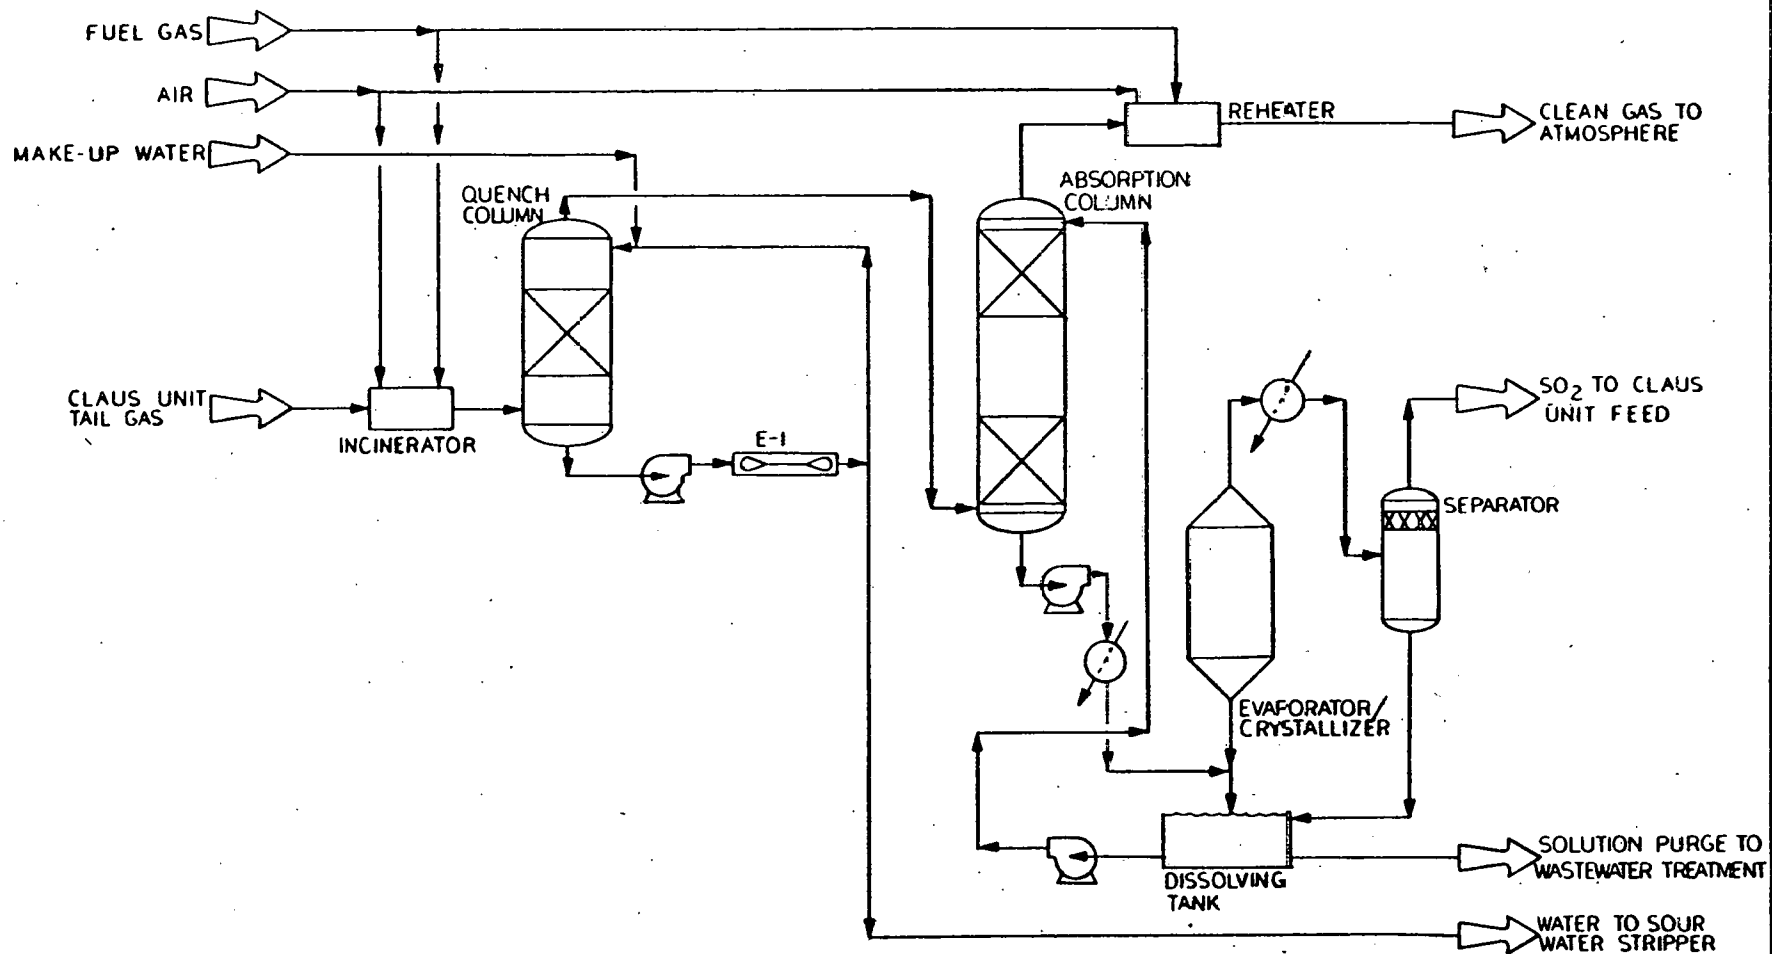 FUEL GAS
AIR
MAKE-UP WATER
REHEATER
CLEAN GAS TO
ATMOSPHERE
QUENCH
COLUMN
ABSORPTION
COLUMN
CLAUS UNIT
TAIL GAS
INCINERATOR
E-1
SO2 TO CLAUS
UNIT FEED
SEPARATOR
EVAPORATOR/
CRYSTALLIZER
DISSOLVING
TANK
SOLUTION PURGE TO
WASTEWATER TREATMENT
WATER TO SOUR
WATER STRIPPER